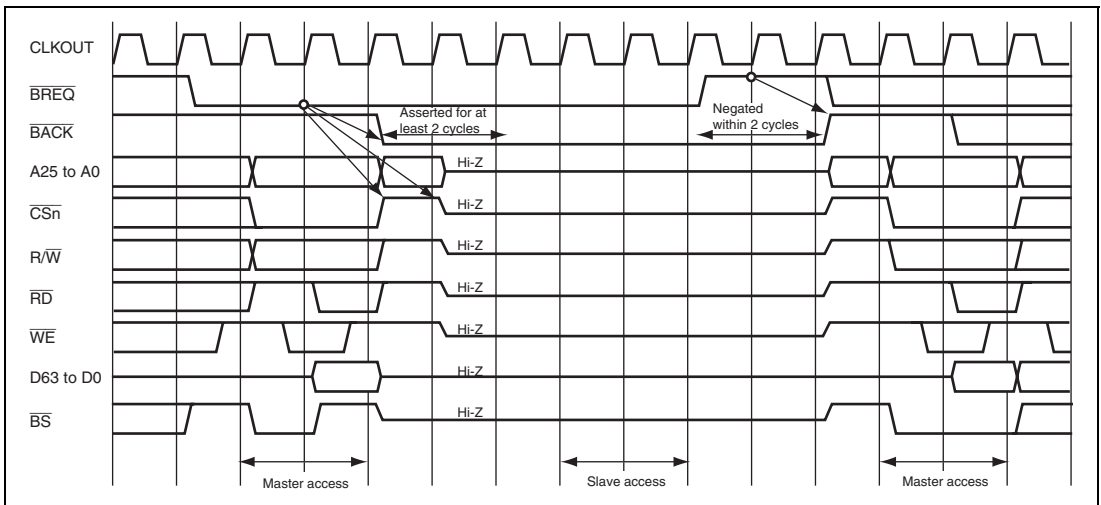 CLKOUT
BREQ
Asserted for at
least 2 cycles
Negated
within 2 cycles
BACK
A25 to A0
Hi-Z
CSn
Hi-Z
R/W
Hi-Z
RD
Hi-Z
WE
Hi-Z
D63 to D0
Hi-Z
BS
Hi-Z
Master access
Slave access
Master access